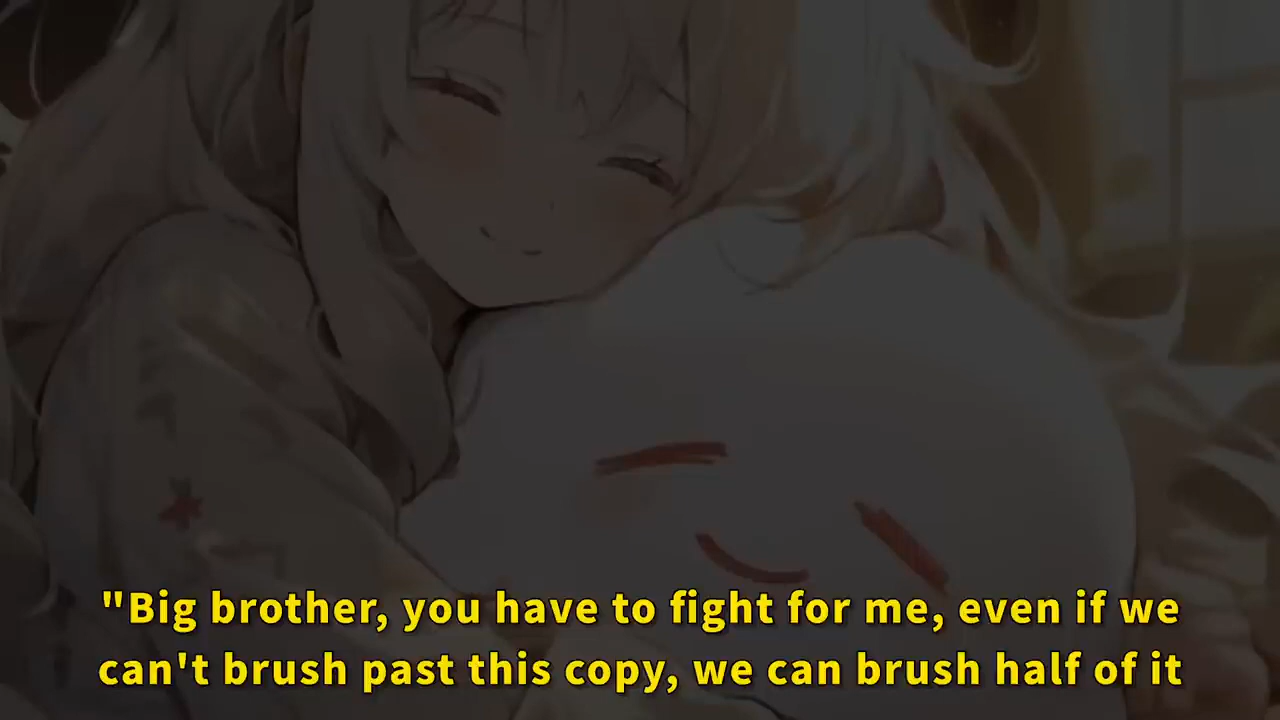 "Big brother, you have to fight for me, even if we
can't brush past this copy, we can brush half of it